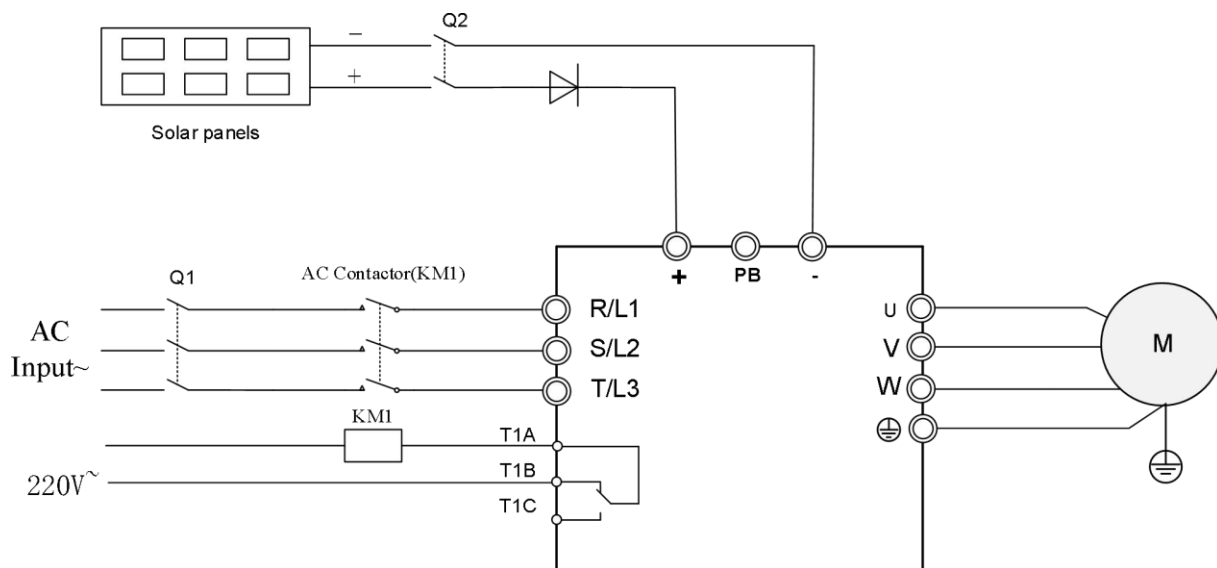 Q2
−
+
Solar panels
+
PB
-
Q1
AC Contactor(KM1)
R/L1
U
AC
Input~
S/L2
V
M
T/L3
W
KM1
T1A
T1B
220V~
T1C